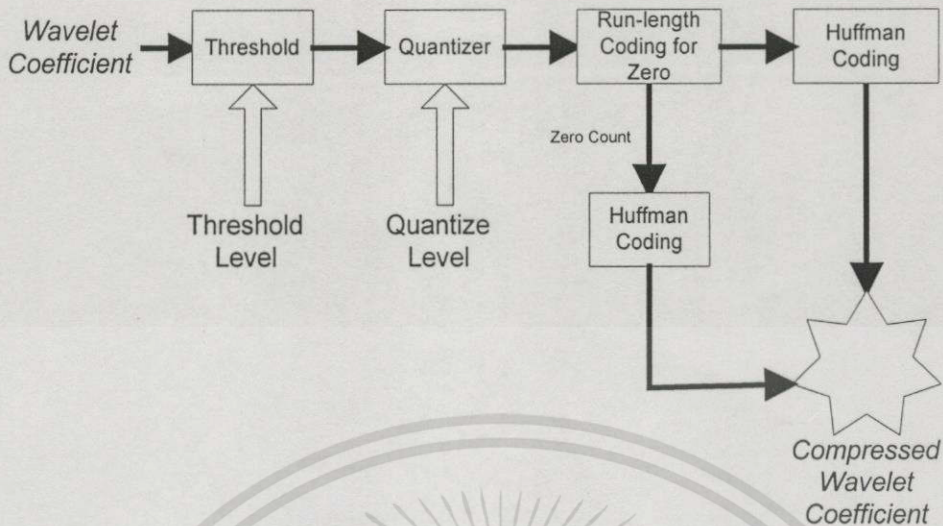 Wavelet
Coefficient
Threshold
Quantizer
Run-length
Coding for
Zero
Huffman
Coding
Zero Count
Threshold
Level
Quantize
Level
Huffman
Coding
Compressed
Wavelet
Coefficient